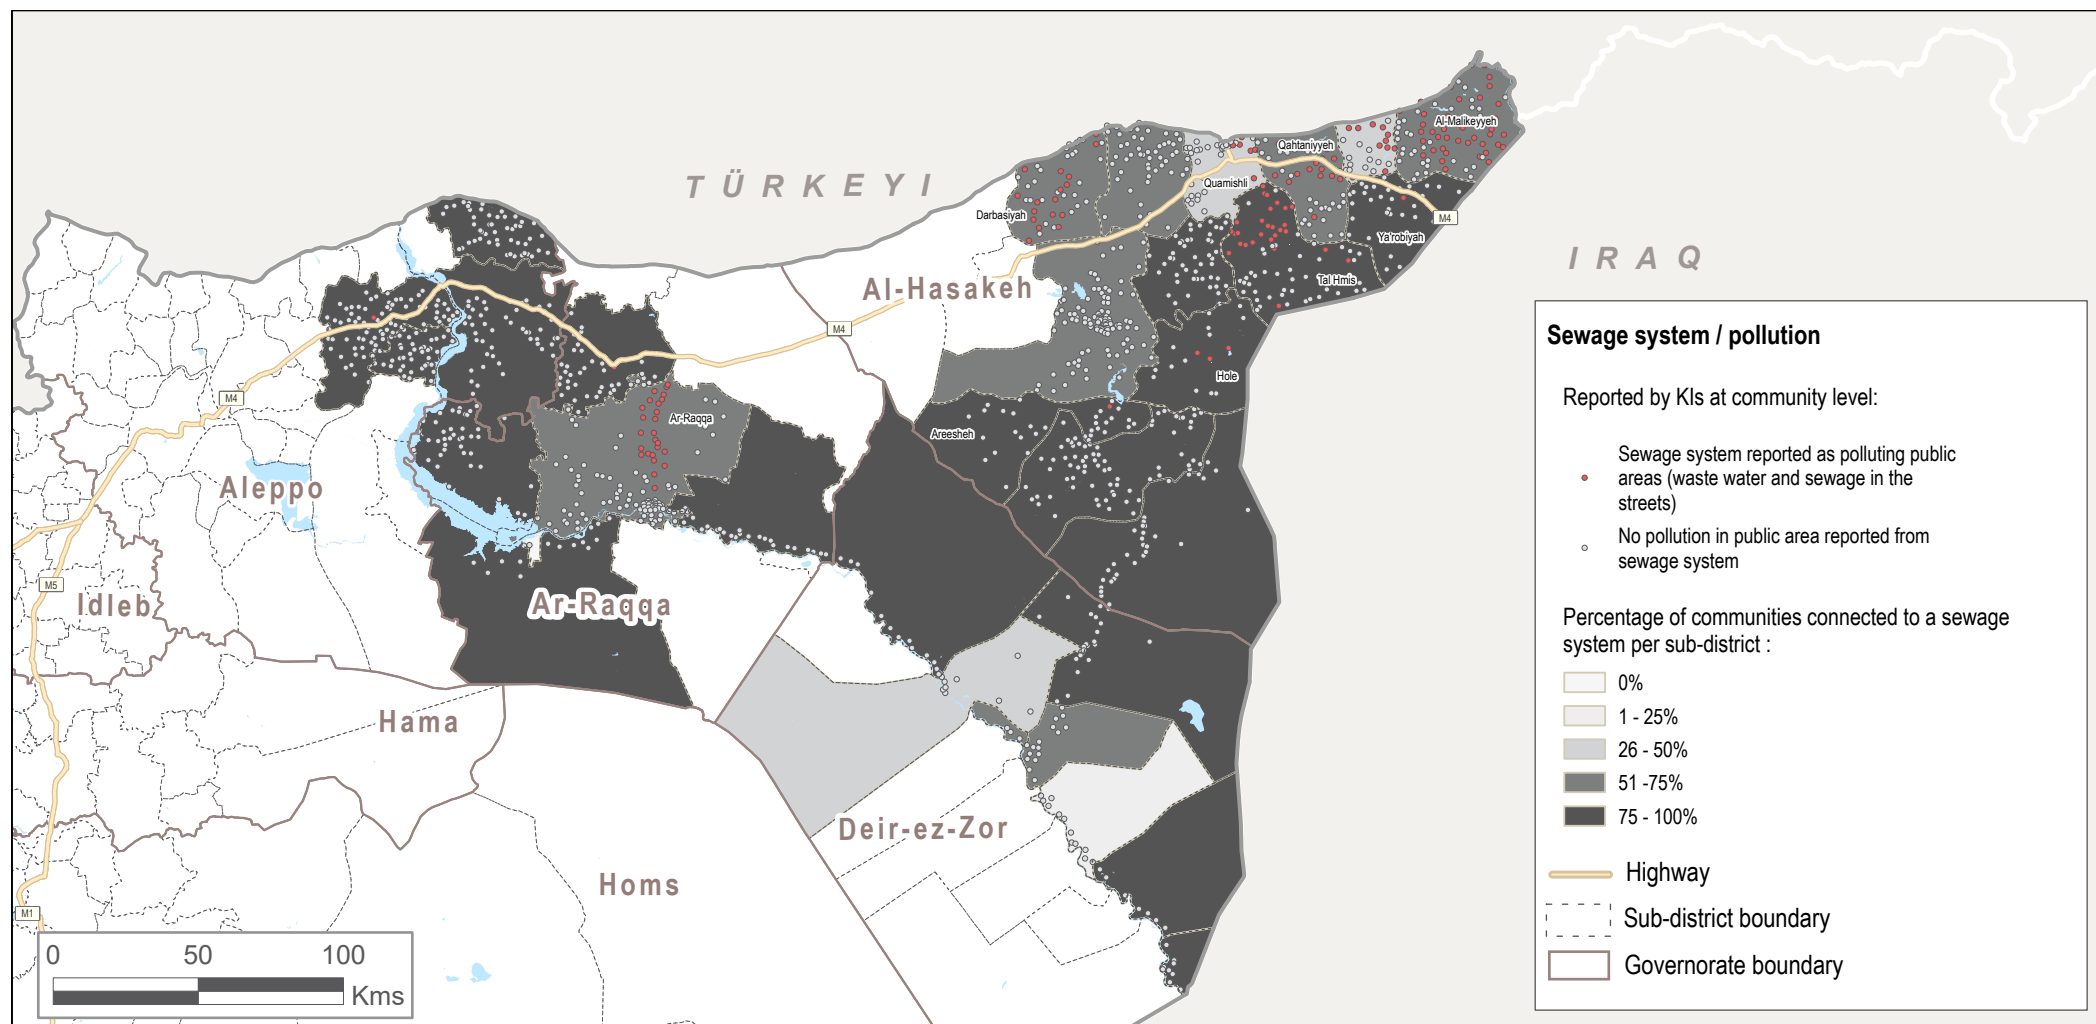 TÜRKEYI
IRAQ
Al-Malikeyyeh
Qahtaniyyeh
Quamishli
Darbasiyah
M4
Ya'robiyah
Tal Hmis
Al-Hasakeh
M4
Hole
M4
Ar-Raqqa
Areesheh
Aleppo
M5
Idleb
Ar-Raqqa
Hama
Deir-ez-Zor
Homs
M1
0 50 100
Kms
Sewage system / pollution
Reported by KIs at community level:
Sewage system reported as polluting public
areas (waste water and sewage in the
streets)
No pollution in public area reported from
sewage system
Percentage of communities connected to a sewage
system per sub-district :
0%
1 - 25%
26 - 50%
51 -75%
75 - 100%
Highway
Sub-district boundary
Governorate boundary